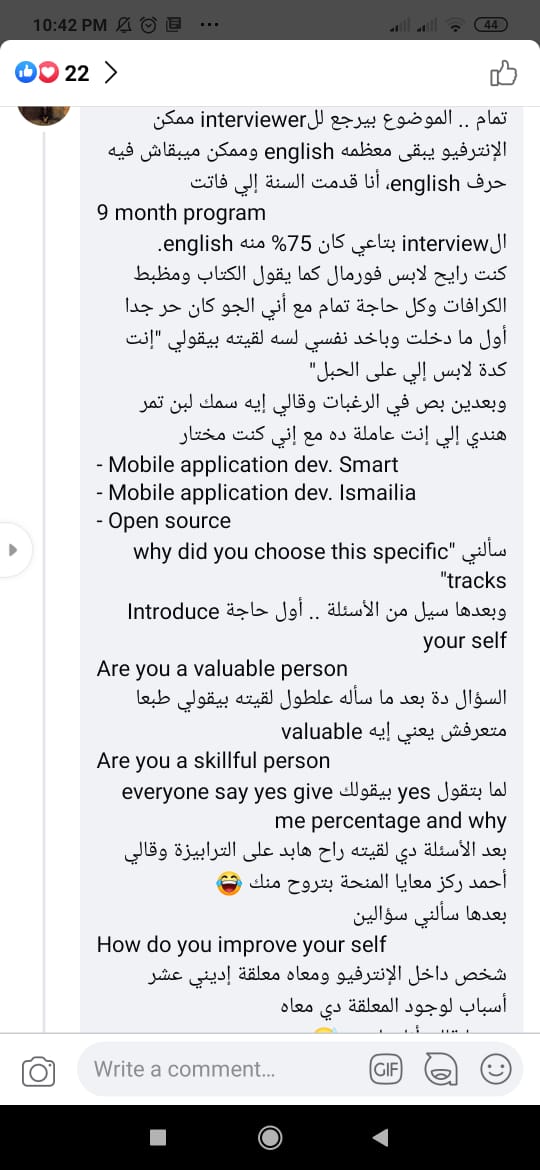 10:42 PM ... 44
22
تمام .. الموضوع بيرجع للinterviewer ممكن
الإنترفيو يبقى معظمه english وممكن ميبقاش فيه
حرف english، أنا قدمت السنة إلي فاتت
9 month program
الinterview بتاعي كان 75% منه english.
كنت رايح لابس فورمال كما يقول الكتاب ومظبط
الكرافات وكل حاجة تمام مع أني الجو كان حر جدا
أول ما دخلت وباخد نفسي لسه لقيته بيقولي "إنت
كدة لابس إلي على الحبل"
وبعدين بص في الرغبات وقالي إيه سمك لبن تمر
هندي إلي إنت عاملة ده مع إني كنت مختار
- Mobile application dev. Smart
- Mobile application dev. Ismailia
- Open source
سألني "why did you choose this specific
tracks"
وبعدها سيل من الأسئلة .. أول حاجة Introduce
your self
Are you a valuable person
السؤال دة بعد ما سأله علطول لقيته بيقولي طبعا
متعرفش يعني إيه valuable
Are you a skillful person
لما بتقول yes بيقولك everyone say yes give
me percentage and why
بعد الأسئلة دي لقيته راح هابد على الترابيزة وقالي
أحمد ركز معايا المنحة بتروح منك 😂
بعدها سألني سؤالين
How do you improve your self
شخص داخل الإنترفيو ومعاه معلقة إديني عشر
أسباب لوجود المعلقة دي معاه
Write a comment...
GIF